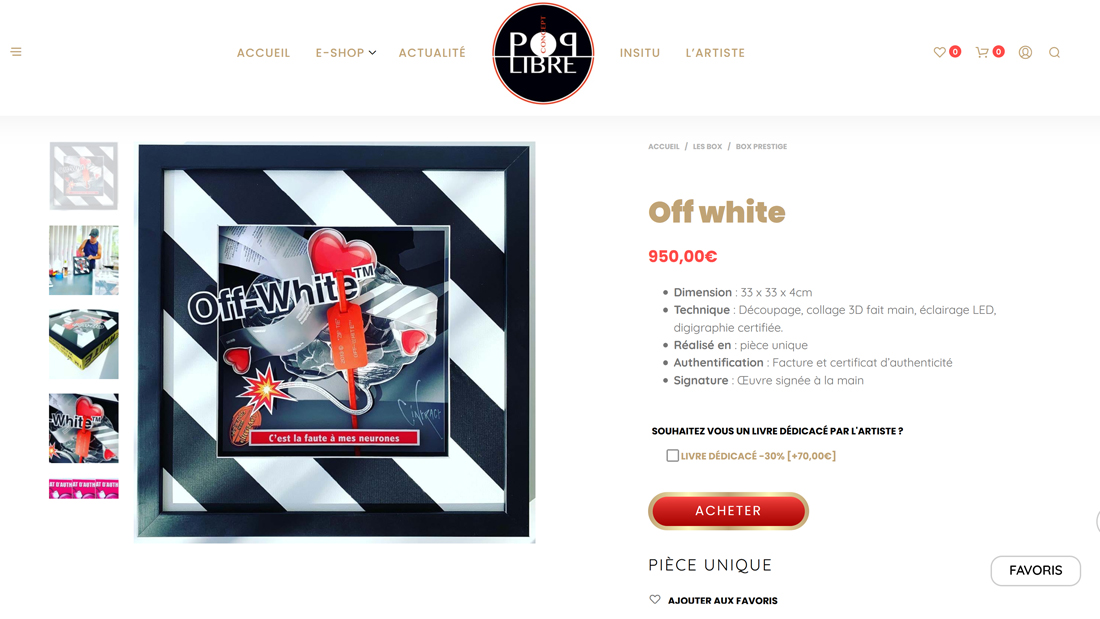 ACCUEIL
E-SHOP
ACTUALITÉ
POP
CONCEPT
LIBRE
INSITU
L'ARTISTE
0
0
ACCUEIL / LES BOX / BOX PRESTIGE
Off-White™
C'est la faute à mes neurones
White™
Off white
950,00€
Dimension : 33 x 33 x 4cm
Technique : Découpage, collage 3D fait main, éclairage LED,
digigraphie certifiée.
Réalisé en : pièce unique
Authentification : Facture et certificat d'authenticité
Signature : Œuvre signée à la main
SOUHAITEZ VOUS UN LIVRE DÉDICACÉ PAR L'ARTISTE ?
LIVRE DÉDICACÉ -30% [+70,00€]
ACHETER
PIÈCE UNIQUE
FAVORIS
AJOUTER AUX FAVORIS